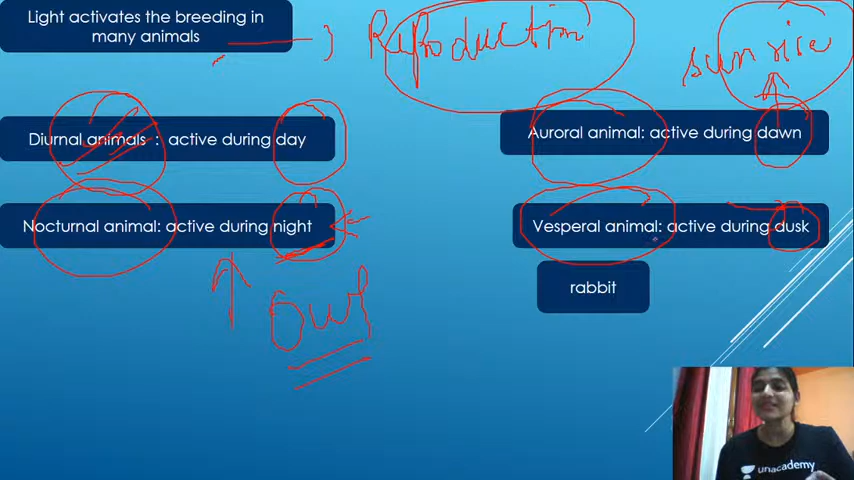 Light activates the breeding in
many animals
Reproduction
sunrise
Diurnal animals : active during day
Auroral animal: active during dawn
Nocturnal animal: active during night
Vesperal animal: active during dusk
rabbit
Owl
unacademy